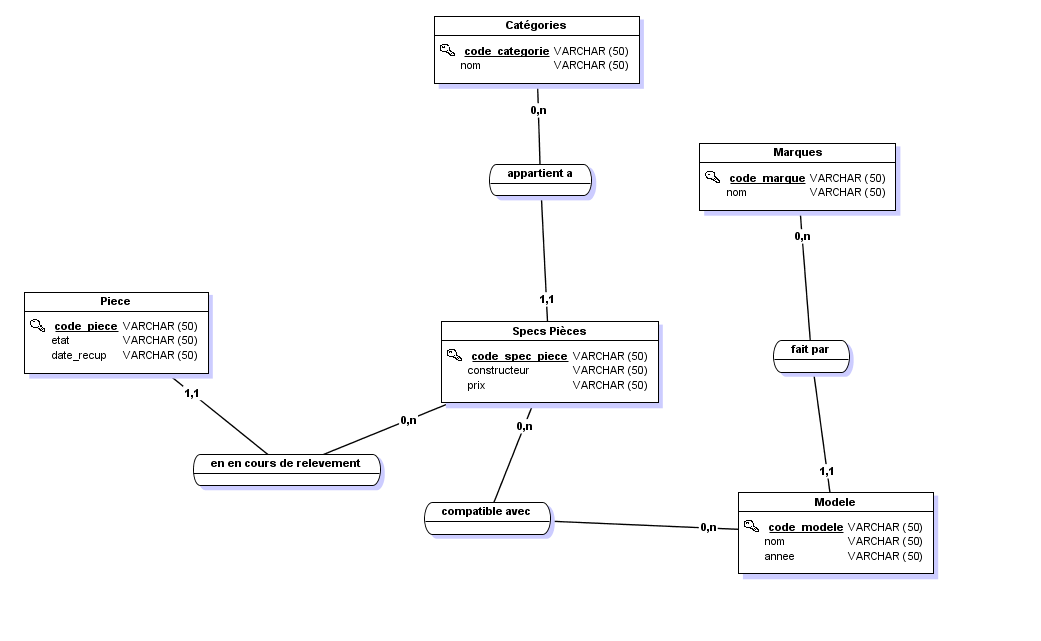 Catégories
code_categorie VARCHAR (50)
nom VARCHAR (50)
0,n
appartient a
1,1
Marques
code_marque VARCHAR (50)
nom VARCHAR (50)
0,n
fait par
1,1
Piece
code_piece VARCHAR (50)
etat VARCHAR (50)
date_recup VARCHAR (50)
1,1
en en cours de relevement
0,n
Specs Pièces
code_spec_piece VARCHAR (50)
constructeur VARCHAR (50)
prix VARCHAR (50)
0,n
compatible avec
0,n
Modele
code_modele VARCHAR (50)
nom VARCHAR (50)
annee VARCHAR (50)